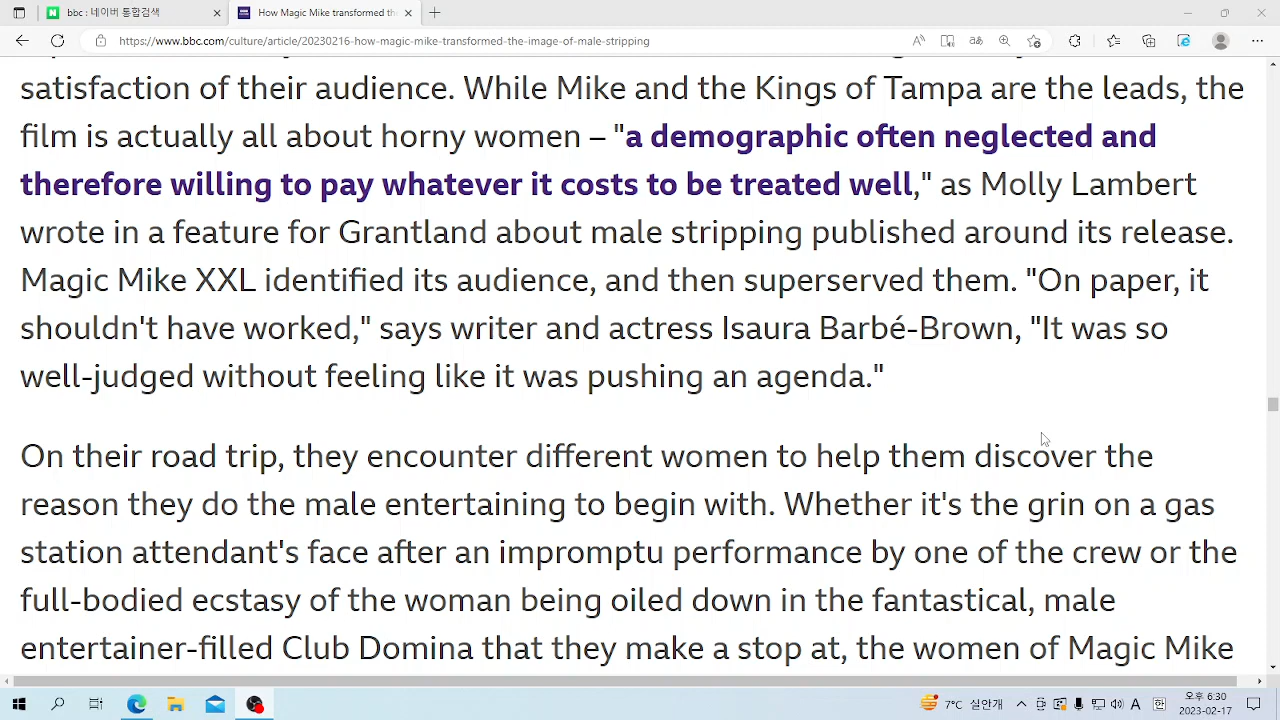 bbc : 네이버 통합검색
How Magic Mike transformed the
https://www.bbc.com/culture/article/20230216-how-magic-mike-transformed-the-image-of-male-stripping
satisfaction of their audience. While Mike and the Kings of Tampa are the leads, the
film is actually all about horny women – "a demographic often neglected and
therefore willing to pay whatever it costs to be treated well," as Molly Lambert
wrote in a feature for Grantland about male stripping published around its release.
Magic Mike XXL identified its audience, and then superserved them. "On paper, it
shouldn't have worked," says writer and actress Isaura Barbé-Brown, "It was so
well-judged without feeling like it was pushing an agenda."
On their road trip, they encounter different women to help them discover the
reason they do the male entertaining to begin with. Whether it's the grin on a gas
station attendant's face after an impromptu performance by one of the crew or the
full-bodied ecstasy of the woman being oiled down in the fantastical, male
entertainer-filled Club Domina that they make a stop at, the women of Magic Mike
7°C 실안개
A
오후 6:30
2023-02-17